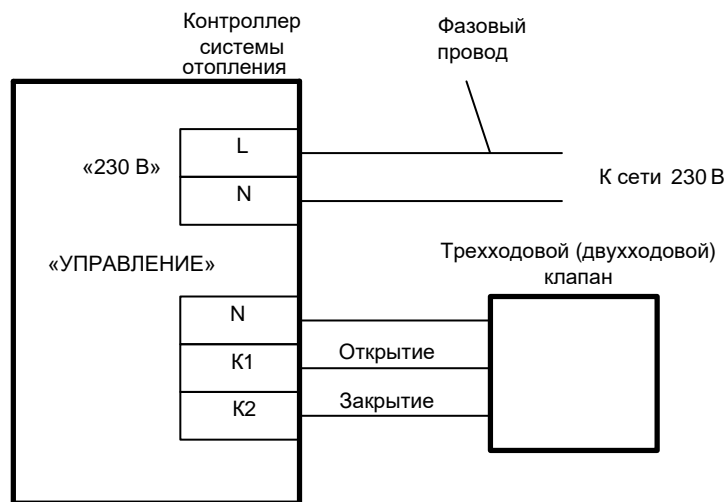 Контроллер
системы
отопления
Фазовый
провод
«230 В»
L
N
К сети 230 В
«УПРАВЛЕНИЕ»
Трехходовой (двухходовой)
клапан
N
К1
Открытие
К2
Закрытие